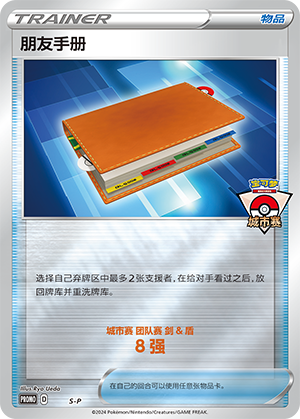 TRAINER
物品
朋友手册
宝可梦
城市赛
选择自己弃牌区中最多2张支援者，在给对手看过之后，放
回牌库并重洗牌库。
城市赛 团队赛 剑 & 盾
8 强
Illus. Ryo Ueda
PROMO S-P
在自己的回合可以使用任意张物品卡。
©2024 Pokémon/Nintendo/Creatures/GAME FREAK.